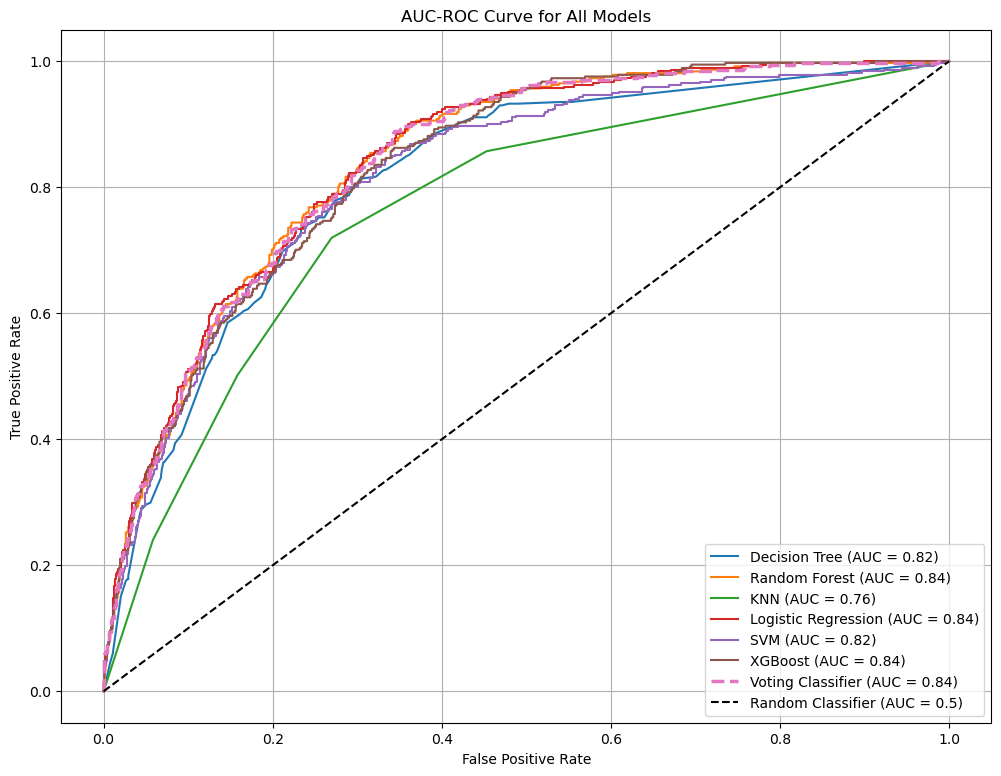 AUC-ROC Curve for All Models
1.0
0.8
0.6
0.4
0.2
0.0
True Positive Rate
0.0 0.2 0.4 0.6 0.8 1.0
False Positive Rate
Decision Tree (AUC = 0.82)
Random Forest (AUC = 0.84)
KNN (AUC = 0.76)
Logistic Regression (AUC = 0.84)
SVM (AUC = 0.82)
XGBoost (AUC = 0.84)
Voting Classifier (AUC = 0.84)
Random Classifier (AUC = 0.5)